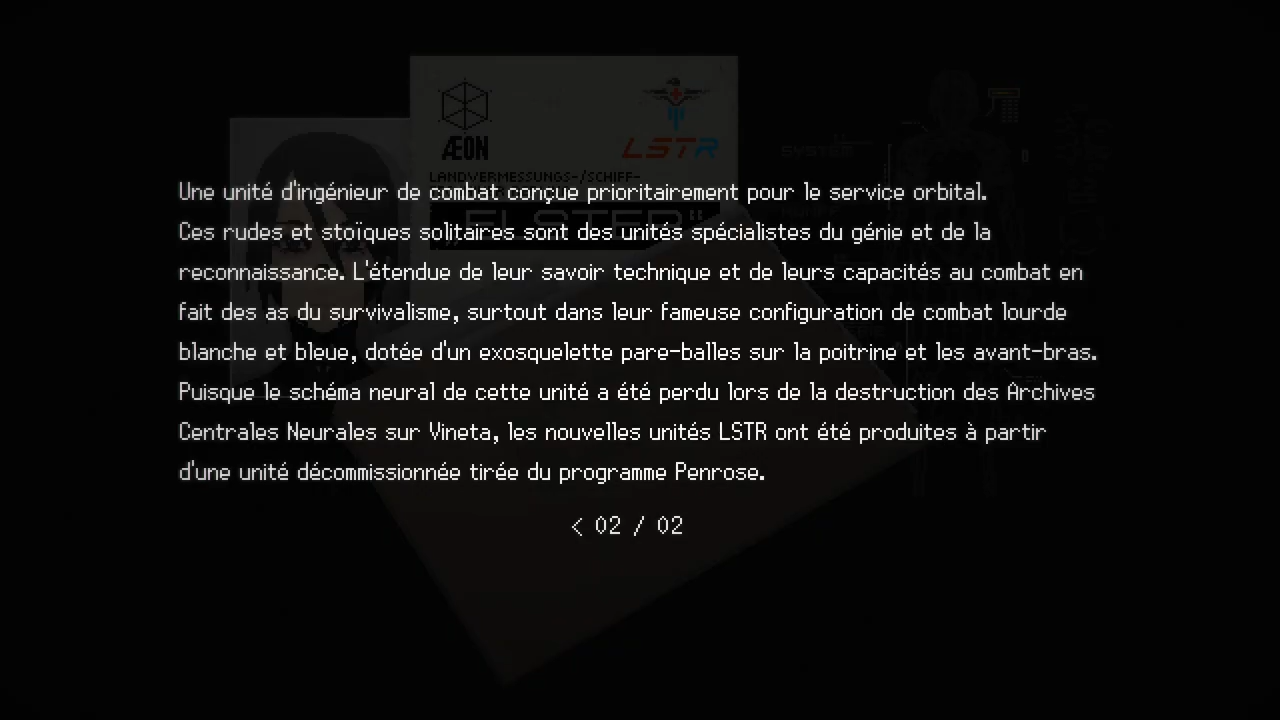 ÆON
LSTR
SYSTEM
LANDVERMESSUNGS-/SCHIFF-
Une unité d'ingénieur de combat conçue prioritairement pour le service orbital.
„ELSTER"
Ces rudes et stoïques solitaires sont des unités spécialistes du génie et de la
reconnaissance. L'étendue de leur savoir technique et de leurs capacités au combat en
fait des as du survivalisme, surtout dans leur fameuse configuration de combat lourde
blanche et bleue, dotée d'un exosquelette pare-balles sur la poitrine et les avant-bras.
Puisque le schéma neural de cette unité a été perdu lors de la destruction des Archives
Centrales Neurales sur Vineta, les nouvelles unités LSTR ont été produites à partir
d'une unité décommissionnée tirée du programme Penrose.
< 02 / 02